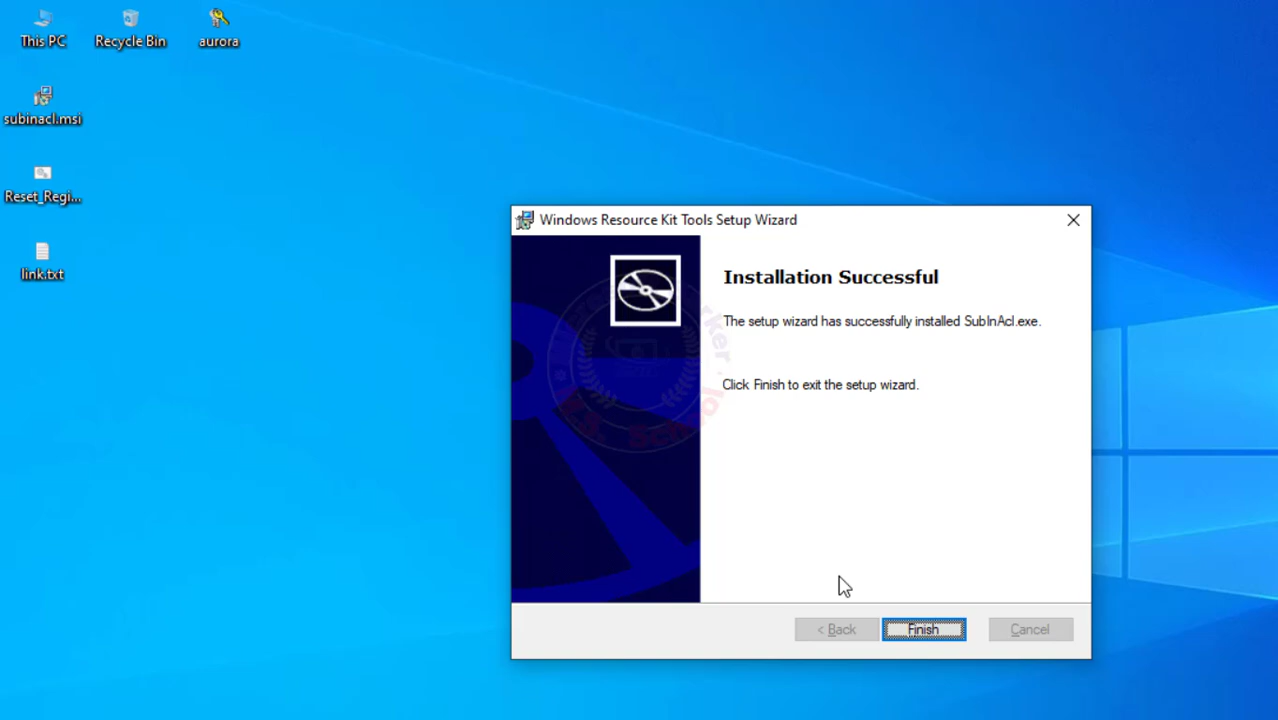 This PC
Recycle Bin
aurora
subinacl.msi
Reset_Regi...
link.txt
Windows Resource Kit Tools Setup Wizard
Installation Successful
The setup wizard has successfully installed SubInAcl.exe.
Click Finish to exit the setup wizard.
< Back
Finish
Cancel